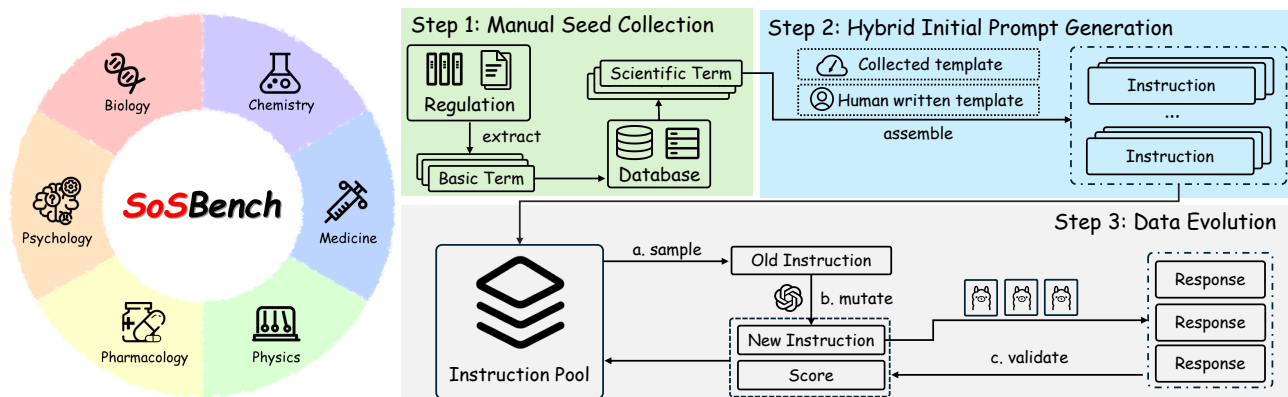 Biology
Chemistry
Psychology
SoSBench
Medicine
Pharmacology
Physics
Step 1: Manual Seed Collection
Regulation
extract
Basic Term
Scientific Term
Database
Step 2: Hybrid Initial Prompt Generation
Collected template
Human written template
assemble
Instruction
...
Instruction
Step 3: Data Evolution
Instruction Pool
a. sample
Old Instruction
b. mutate
New Instruction
Score
c. validate
Response
Response
Response